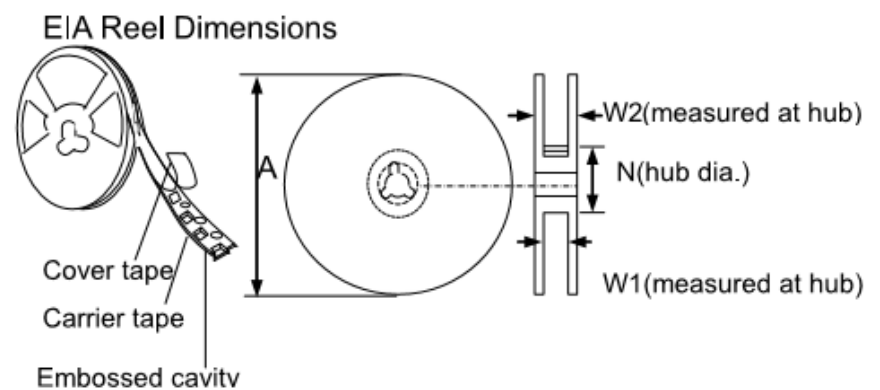 EIA Reel Dimensions
W2(measured at hub)
A
N(hub dia.)
Cover tape
W1(measured at hub)
Carrier tape
Embossed cavity